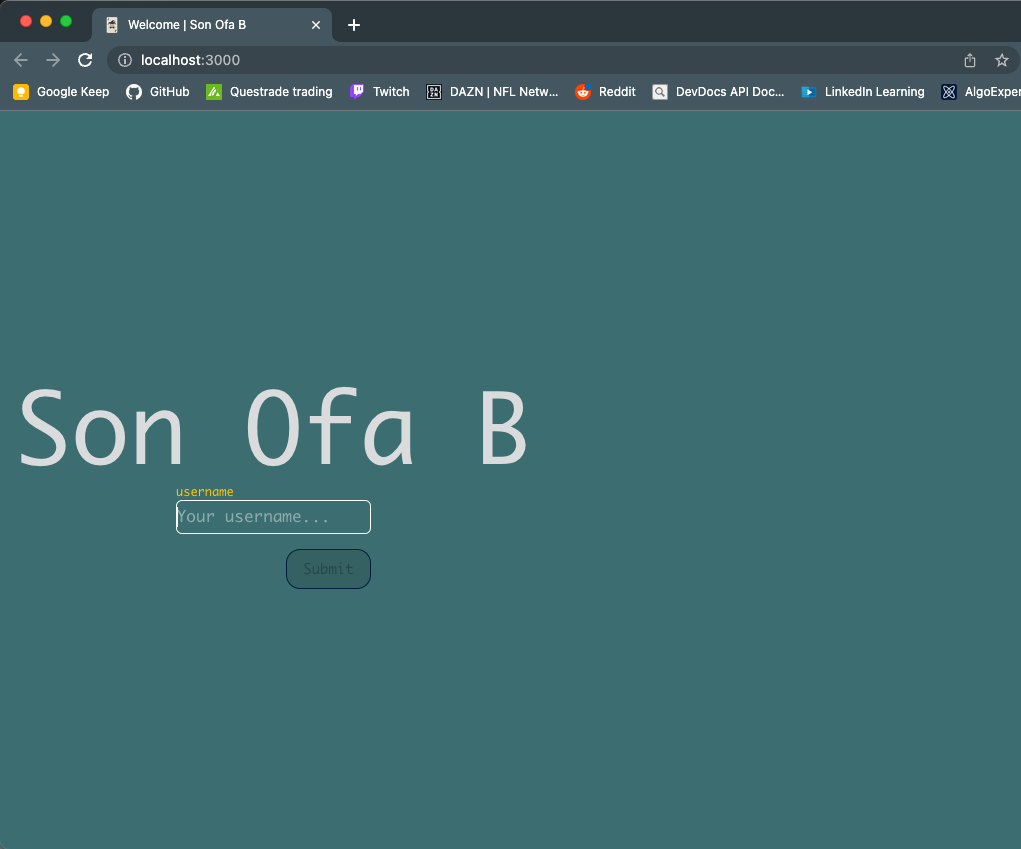 Welcome | Son Ofa B
localhost:3000
Google Keep GitHub Questrade trading Twitch DAZN | NFL Netw... Reddit DevDocs API Doc... LinkedIn Learning AlgoExper
Son Ofa B
username
Your username...
Submit